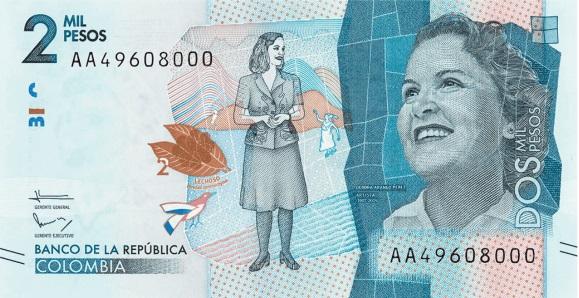 2 MIL
PESOS
AA49608000
2
LECHOSO
GERENTE GENERAL
GERENTE EJECUTIVO
BANCO DE LA REPÚBLICA
COLOMBIA
DÉBORA ARANGO PÉREZ
ARTISTA
1907-2005
DOS MIL
PESOS
AA49608000